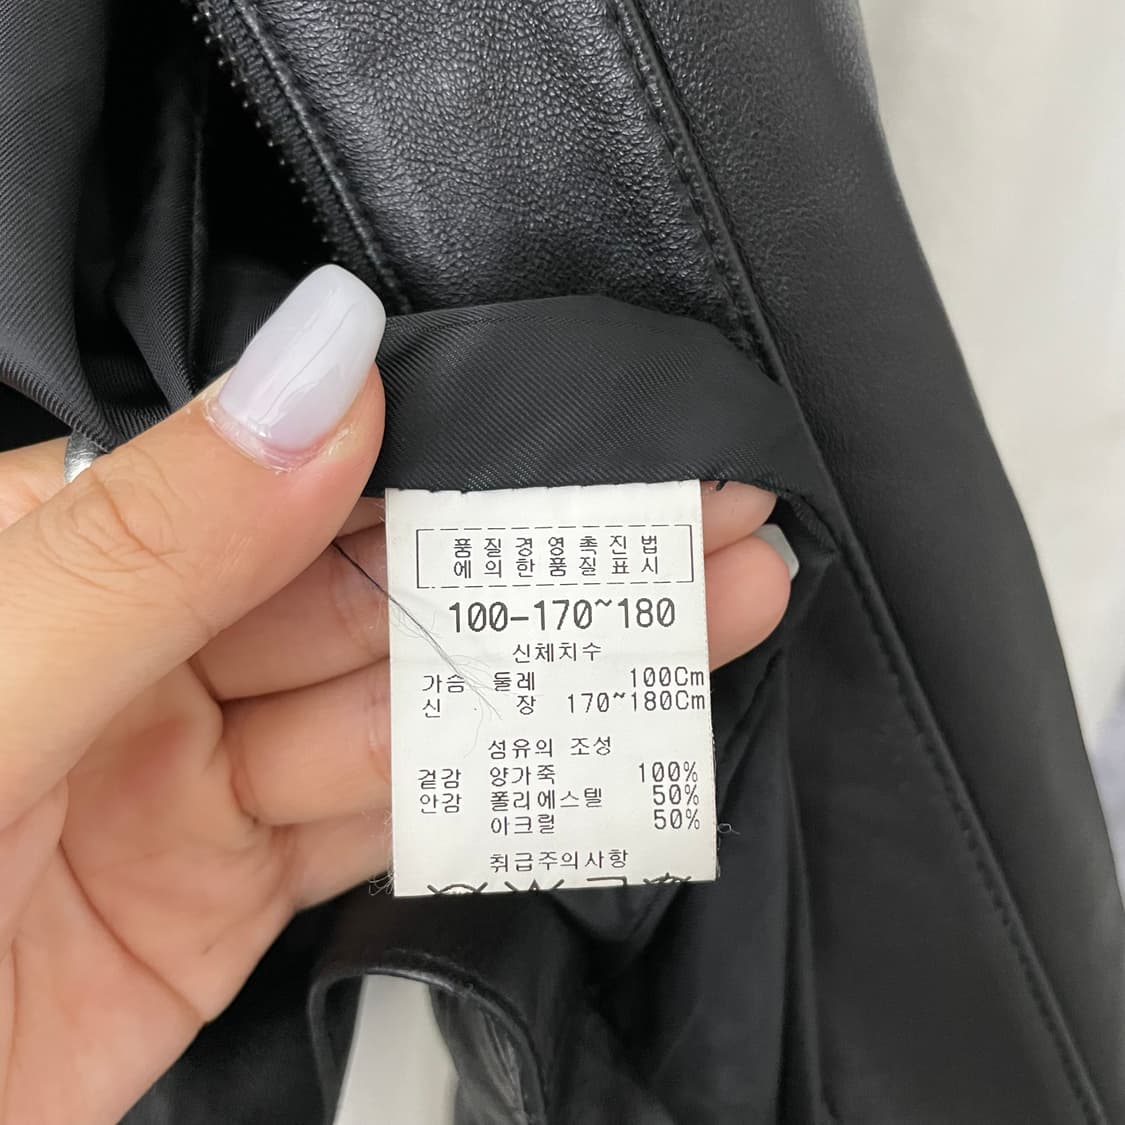 품질경영촉진법
에의한품질표시
100-170~180
신체치수
가슴 둘레 100Cm
신 장 170~180Cm
섬유의 조성
겉감 양가죽 100%
안감 폴리에스텔 50%
아크릴 50%
취급주의사항